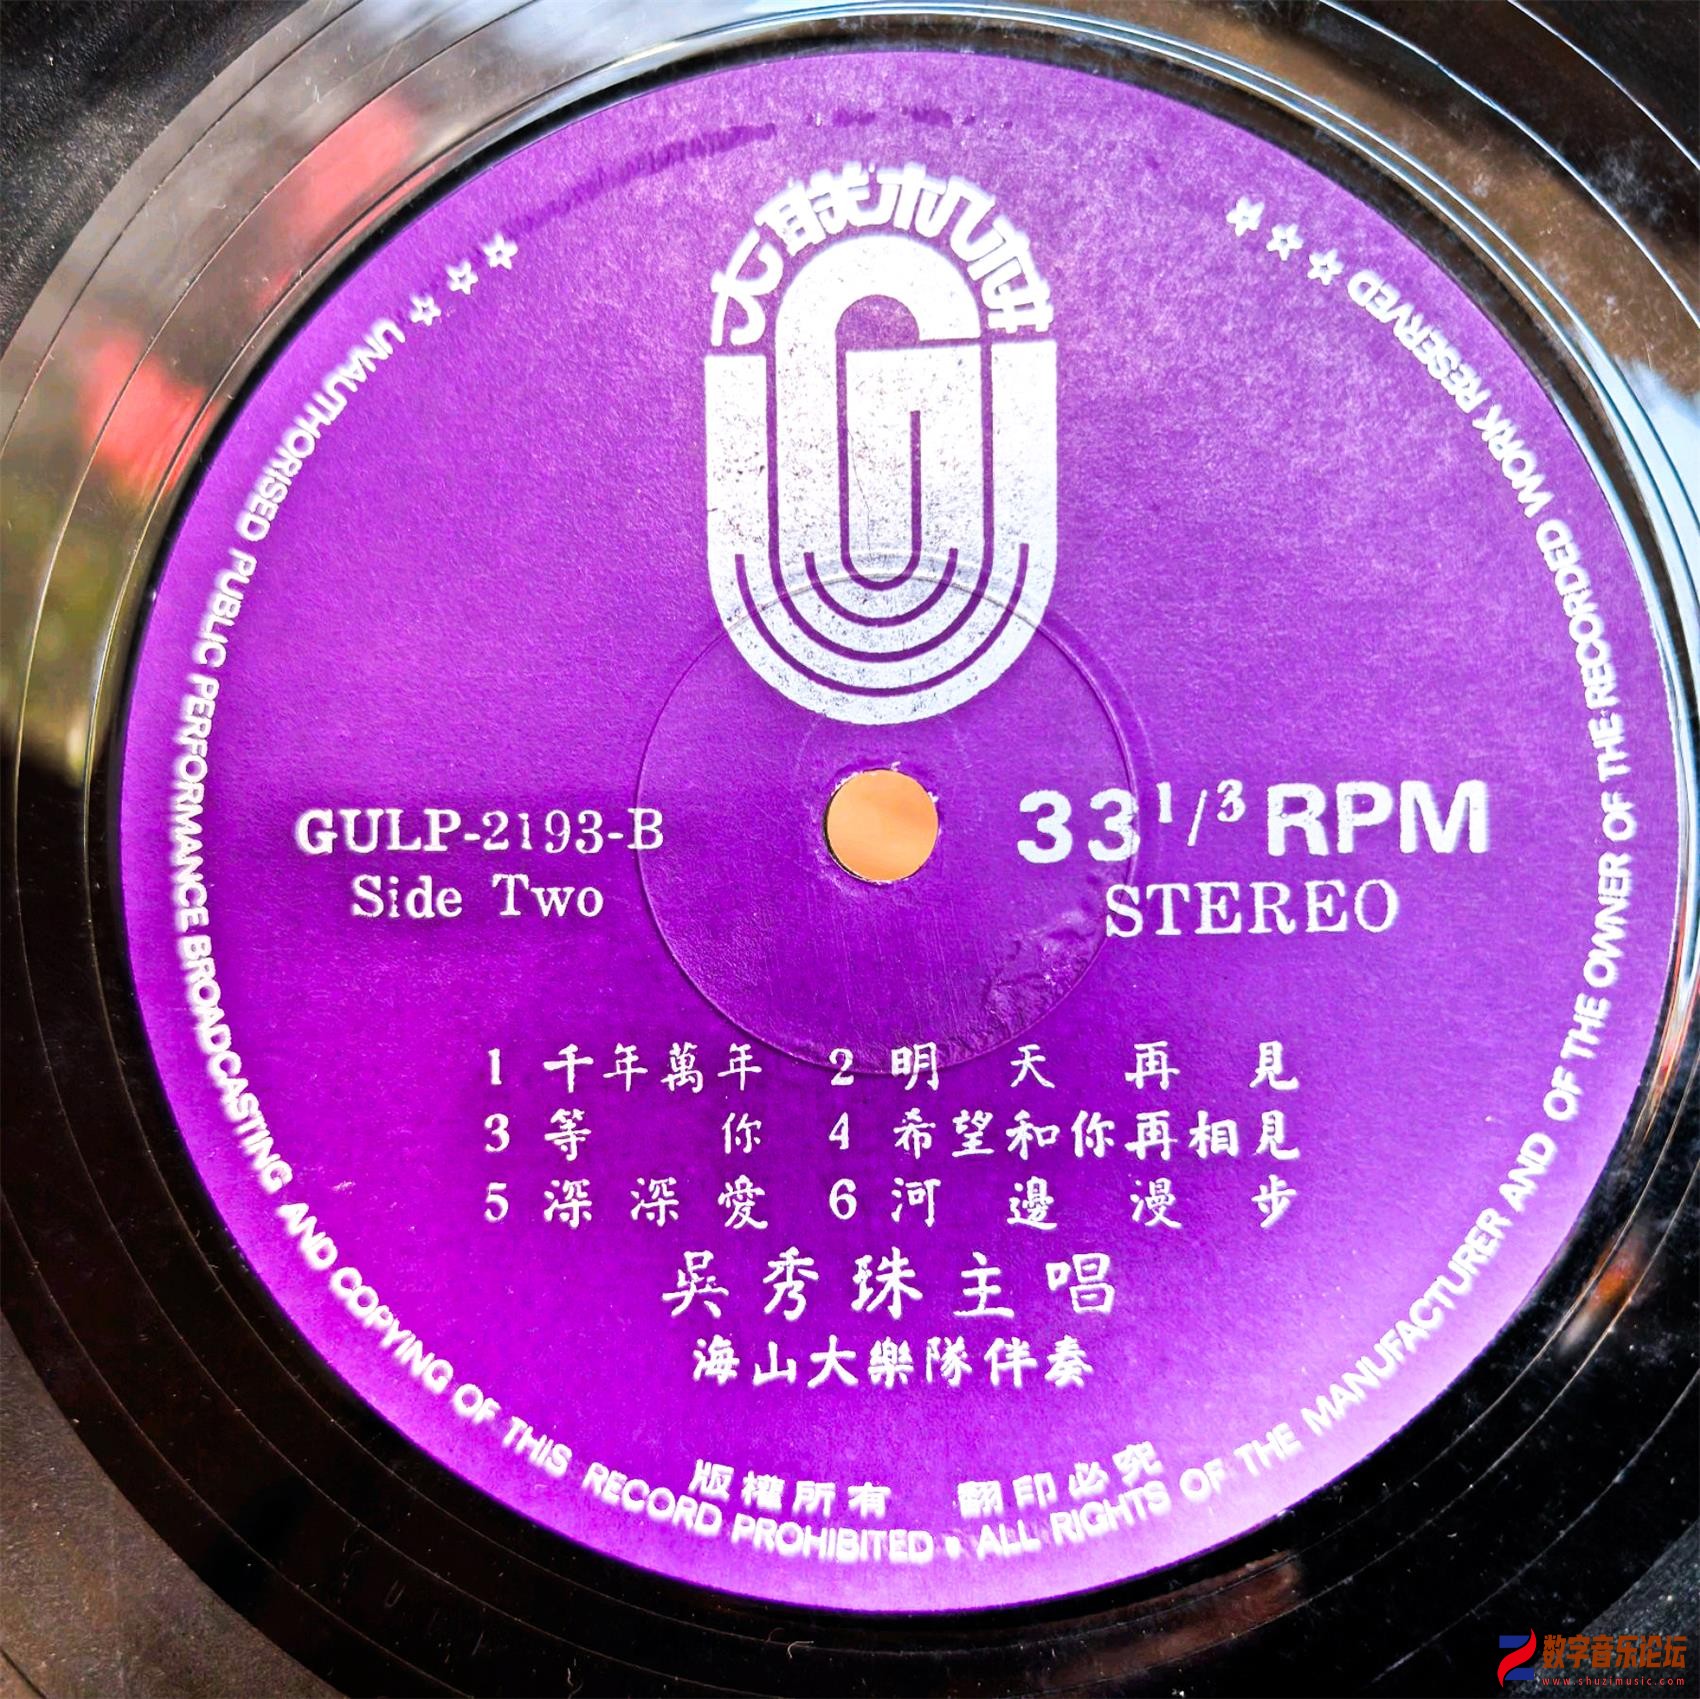 大联机构
☆☆☆ UNAUTHORISED PUBLIC PERFORMANCE BROADCASTING AND COPYING OF THIS RECORD PROHIBITED • ALL RIGHTS OF THE MANUFACTURER AND OF THE OWNER OF THE RECORDED WORK RESERVED ☆☆☆
GULP-2193-B
Side Two
33 1/3 RPM
STEREO
1 千年萬年 2 明天再見
3 等你 4 希望和你再相見
5 深深愛 6 河邊漫步
吳秀珠主唱
海山大樂隊伴奏
版權所有 翻印必究
数字音乐论坛
www.shuzimusic.com